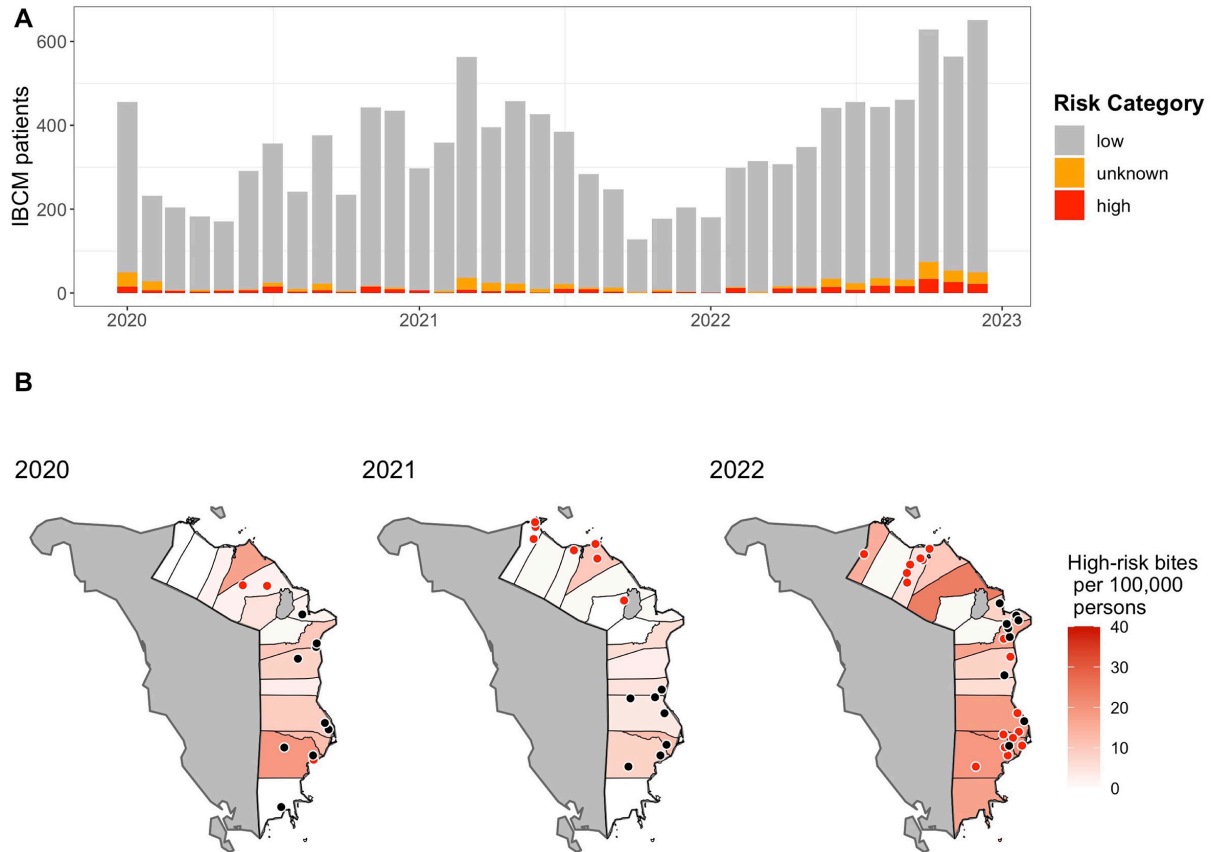 A
IBCM patients
600
400
200
0
2020
2021
2022
2023
Risk Category
low
unknown
high
B
2020
2021
2022
High-risk bites
per 100,000
persons
40
30
20
10
0